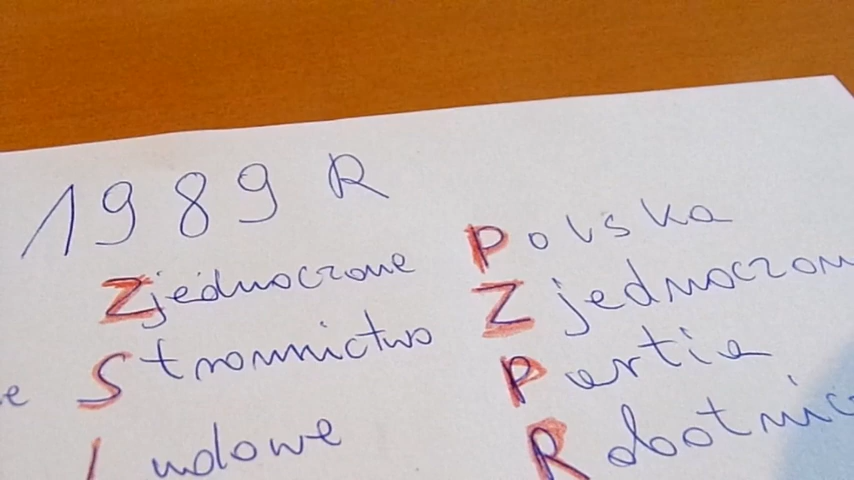 1989 R
Zjednoczone
Stronnictwo
Ludowe
Polska
Zjednoczon
Partia
Robotnic
e